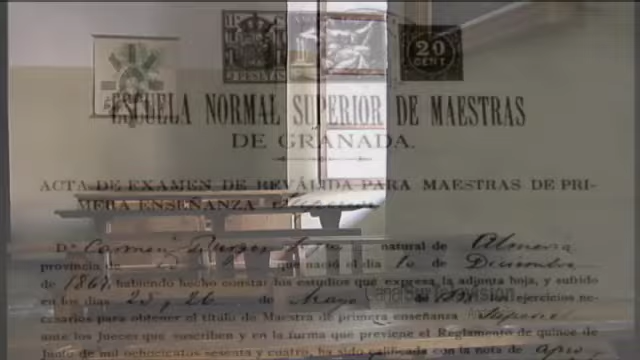 20
CENT
ESCUELA NORMAL SUPERIOR DE MAESTRAS
DE GRANADA.
ACTA DE EXAMEN DE REVÁLIDA PARA MAESTRAS DE PRI-
MERA ENSEÑANZA
D.ª Carmen de Burgos natural de Almería
provincia de que nació el día 10 de Diciembre
de 1867, habiendo hecho constar los estudios que expresa la adjunta hoja, y sufrido
en los días 25, 26 de Mayo ejercicios ne-
cesarios para obtener el título de Maestra de primera enseñanza Superior
ante los Jueces que suscriben y en la forma que previene el Reglamento de quince de
Junio de mil ochocientos sesenta y cuatro, ha sido calificada con la nota de